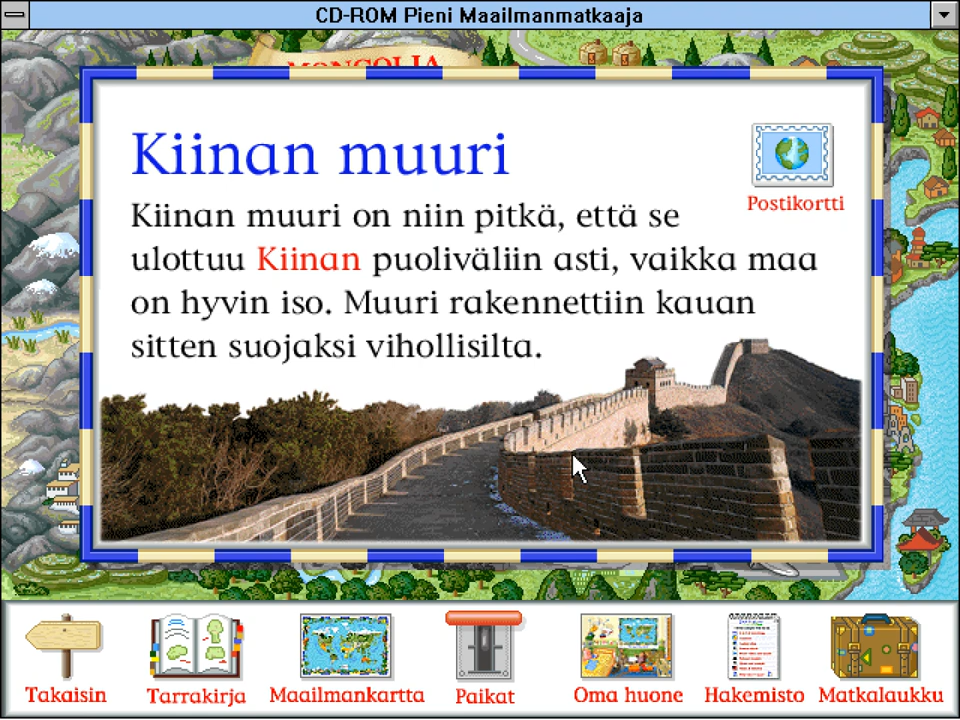 CD-ROM Pieni Maailmanmatkaaja
MONGOLIA
Kiinan muuri
Postikortti
Kiinan muuri on niin pitkä, että se
ulottuu Kiinan puoliväliin asti, vaikka maa
on hyvin iso. Muuri rakennettiin kauan
sitten suojaksi vihollisilta.
Takaisin
Tarrakirja
Maailmankartta
Paikat
Oma huone
Hakemisto
Matkalaukku